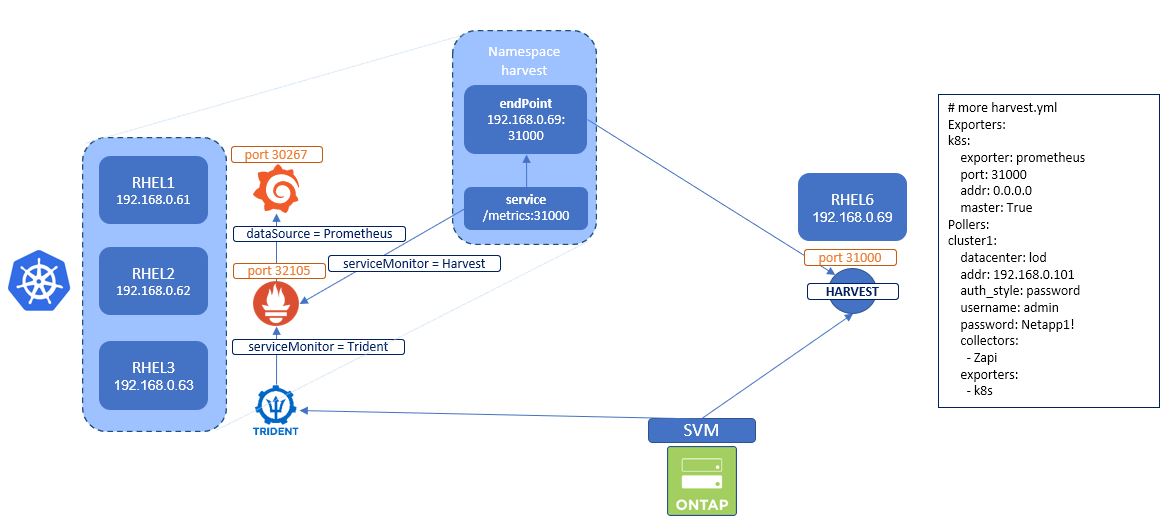 Namespace
harvest
endPoint
192.168.0.69:
31000
service
/metrics:31000
RHEL1
192.168.0.61
RHEL2
192.168.0.62
RHEL3
192.168.0.63
port 30267
dataSource = Prometheus
port 32105
serviceMonitor = Harvest
serviceMonitor = Trident
TRIDENT
RHEL6
192.168.0.69
port 31000
HARVEST
SVM
ONTAP
# more harvest.yml
Exporters:
k8s:
exporter: prometheus
port: 31000
addr: 0.0.0.0
master: True
Pollers:
cluster1:
datacenter: lod
addr: 192.168.0.101
auth_style: password
username: admin
password: Netapp1!
collectors:
- Zapi
exporters:
- k8s